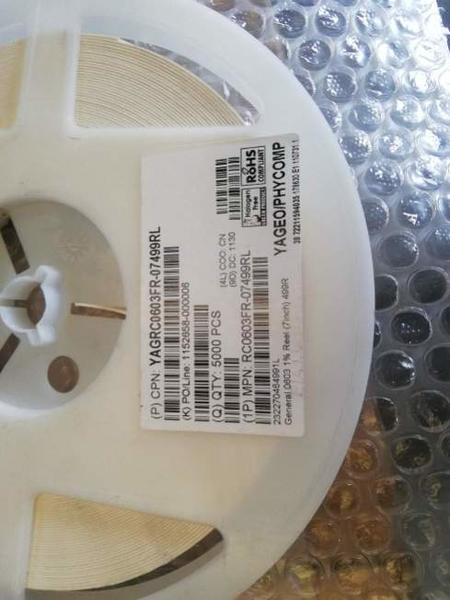 (P) CPN: YAGRC0603FR-07499RL
(K) PO/Line: 1152658-000006
(Q) QTY: 5000 PCS
(4L) COO: CN
(9D) DC: 1130
Halogen
Free
RoHS
COMPLIANT
(1P) MPN: RC0603FR-07499RL
232270464991L
General 0603 1% Reel (7inch) 499R
YAGEO/PHYCOMP